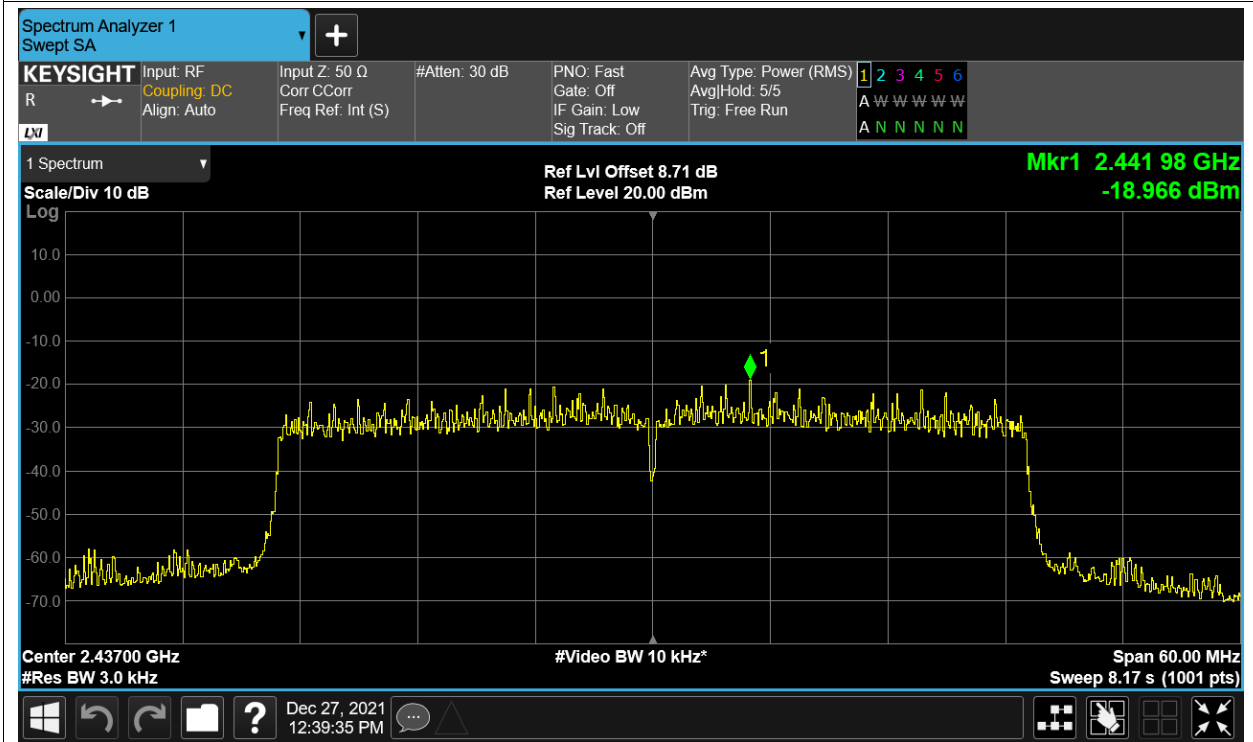 Spectrum Analyzer 1
Swept SA
KEYSIGHT
R
LXI
Input: RF
Coupling: DC
Align: Auto
Input Z: 50 Ω
Corr CCorr
Freq Ref: Int (S)
#Atten: 30 dB
PNO: Fast
Gate: Off
IF Gain: Low
Sig Track: Off
Avg Type: Power (RMS)
Avg|Hold: 5/5
Trig: Free Run
1 2 3 4 5 6
A W W W W W
A N N N N N
1 Spectrum
Scale/Div 10 dB
Log
Ref Lvl Offset 8.71 dB
Ref Level 20.00 dBm
Mkr1 2.441 98 GHz
-18.966 dBm
10.0
0.00
-10.0
1
-20.0
-30.0
-40.0
-50.0
-60.0
-70.0
Center 2.43700 GHz
#Res BW 3.0 kHz
#Video BW 10 kHz*
Span 60.00 MHz
Sweep 8.17 s (1001 pts)
?
Dec 27, 2021
12:39:35 PM